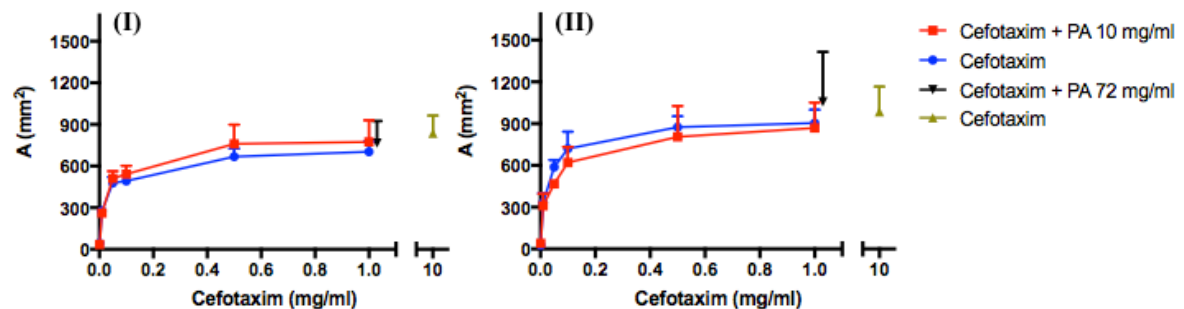 (I)
1500
1200
900
600
300
0
A (mm²)
0.0 0.2 0.4 0.6 0.8 1.0 10
Cefotaxim (mg/ml)
(II)
1500
1200
900
600
300
0
A (mm²)
0.0 0.2 0.4 0.6 0.8 1.0 10
Cefotaxim (mg/ml)
Cefotaxim + PA 10 mg/ml
Cefotaxim
Cefotaxim + PA 72 mg/ml
Cefotaxim